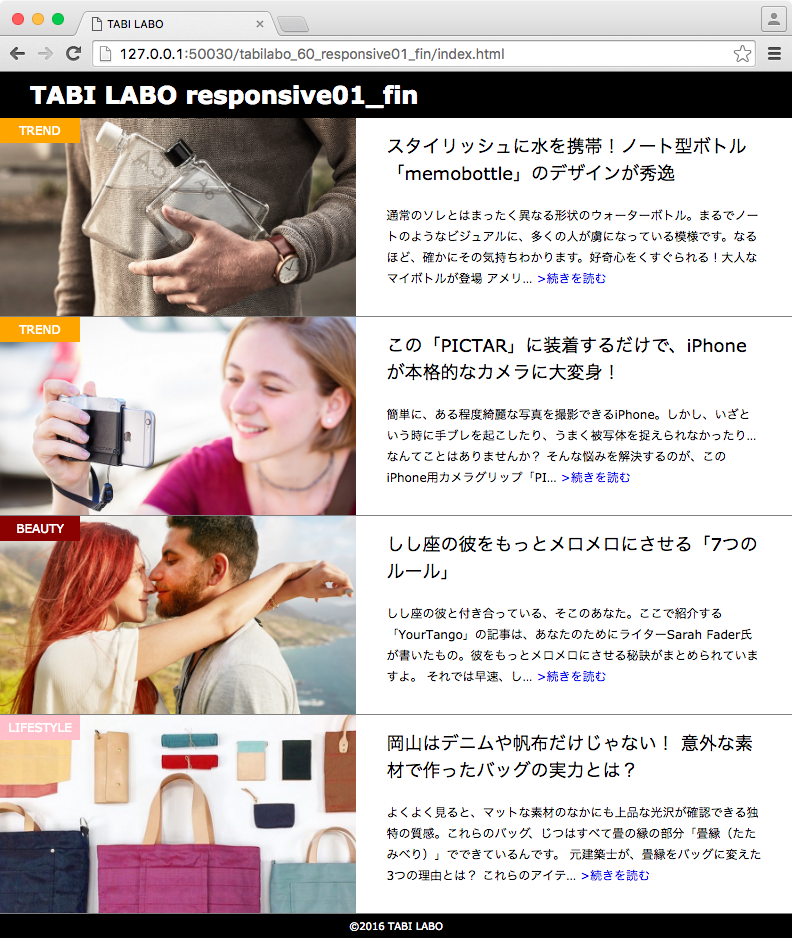 TABI LABO
127.0.0.1:50030/tabilabo_60_responsive01_fin/index.html
TABI LABO responsive01_fin
TREND
A5
A6
スタイリッシュに水を携帯！ノート型ボトル
「memobottle」のデザインが秀逸
通常のソレとはまったく異なる形状のウォーターボトル。まるでノー
トのようなビジュアルに、多くの人が虜になっている模様です。なる
ほど、確かにその気持ちわかります。好奇心をくすぐられる！大人な
マイボトルが登場 アメリ... >続きを読む
TREND
この「PICTAR」に装着するだけで、iPhone
が本格的なカメラに大変身！
簡単に、ある程度綺麗な写真を撮影できるiPhone。しかし、いざと
いう時に手ブレを起こしたり、うまく被写体を捉えられなかったり...
なんてことはありませんか？ そんな悩みを解決するのが、この
iPhone用カメラグリップ「PI... >続きを読む
BEAUTY
しし座の彼をもっとメロメロにさせる「7つの
ルール」
しし座の彼と付き合っている、そこのあなた。ここで紹介する
「YourTango」の記事は、あなたのためにライターSarah Fader氏
が書いたもの。彼をもっとメロメロにさせる秘訣がまとめられていま
すよ。 それでは早速、し... >続きを読む
LIFESTYLE
岡山はデニムや帆布だけじゃない！ 意外な素
材で作ったバッグの実力とは？
よくよく見ると、マットな素材のなかにも上品な光沢が確認できる独
特の質感。これらのバッグ、じつはすべて畳の縁の部分「畳縁（たた
みべり）」でできているんです。 元建築士が、畳縁をバッグに変えた
3つの理由とは？ これらのアイテ... >続きを読む
©2016 TABI LABO